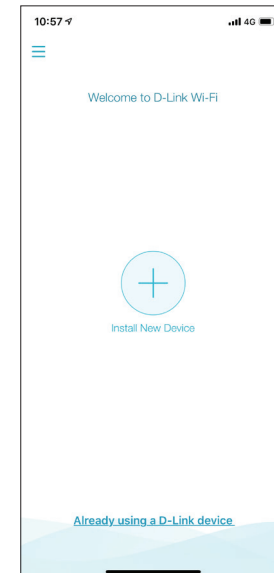 10:57
4G
Welcome to D-Link Wi-Fi
Install New Device
Already using a D-Link device